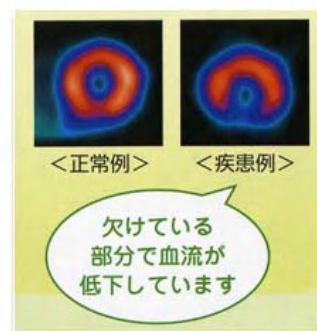 <正常例>
<疾患例>
欠けている
部分で血流が
低下しています